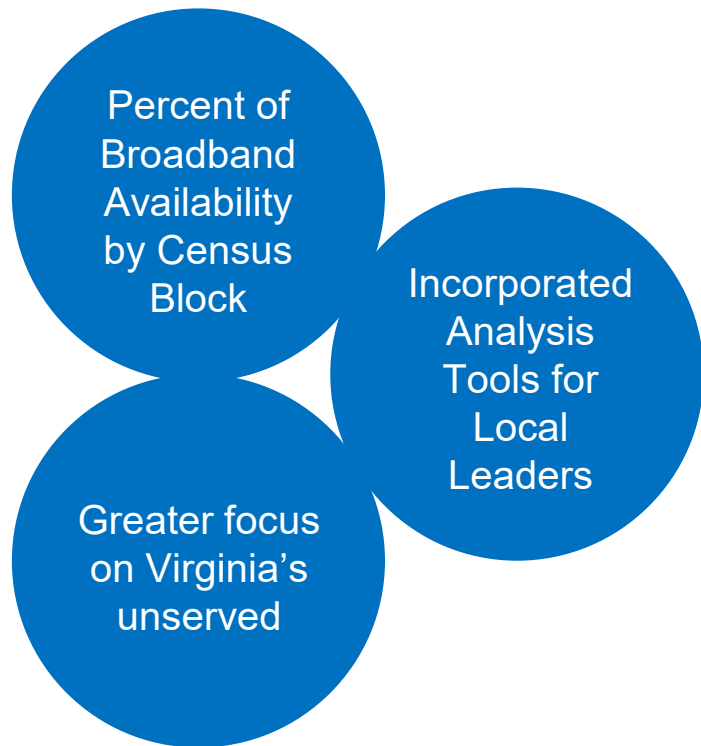 Percent of
Broadband
Availability
by Census
Block
Incorporated
Analysis
Tools for
Local
Leaders
Greater focus
on Virginia’s
unserved